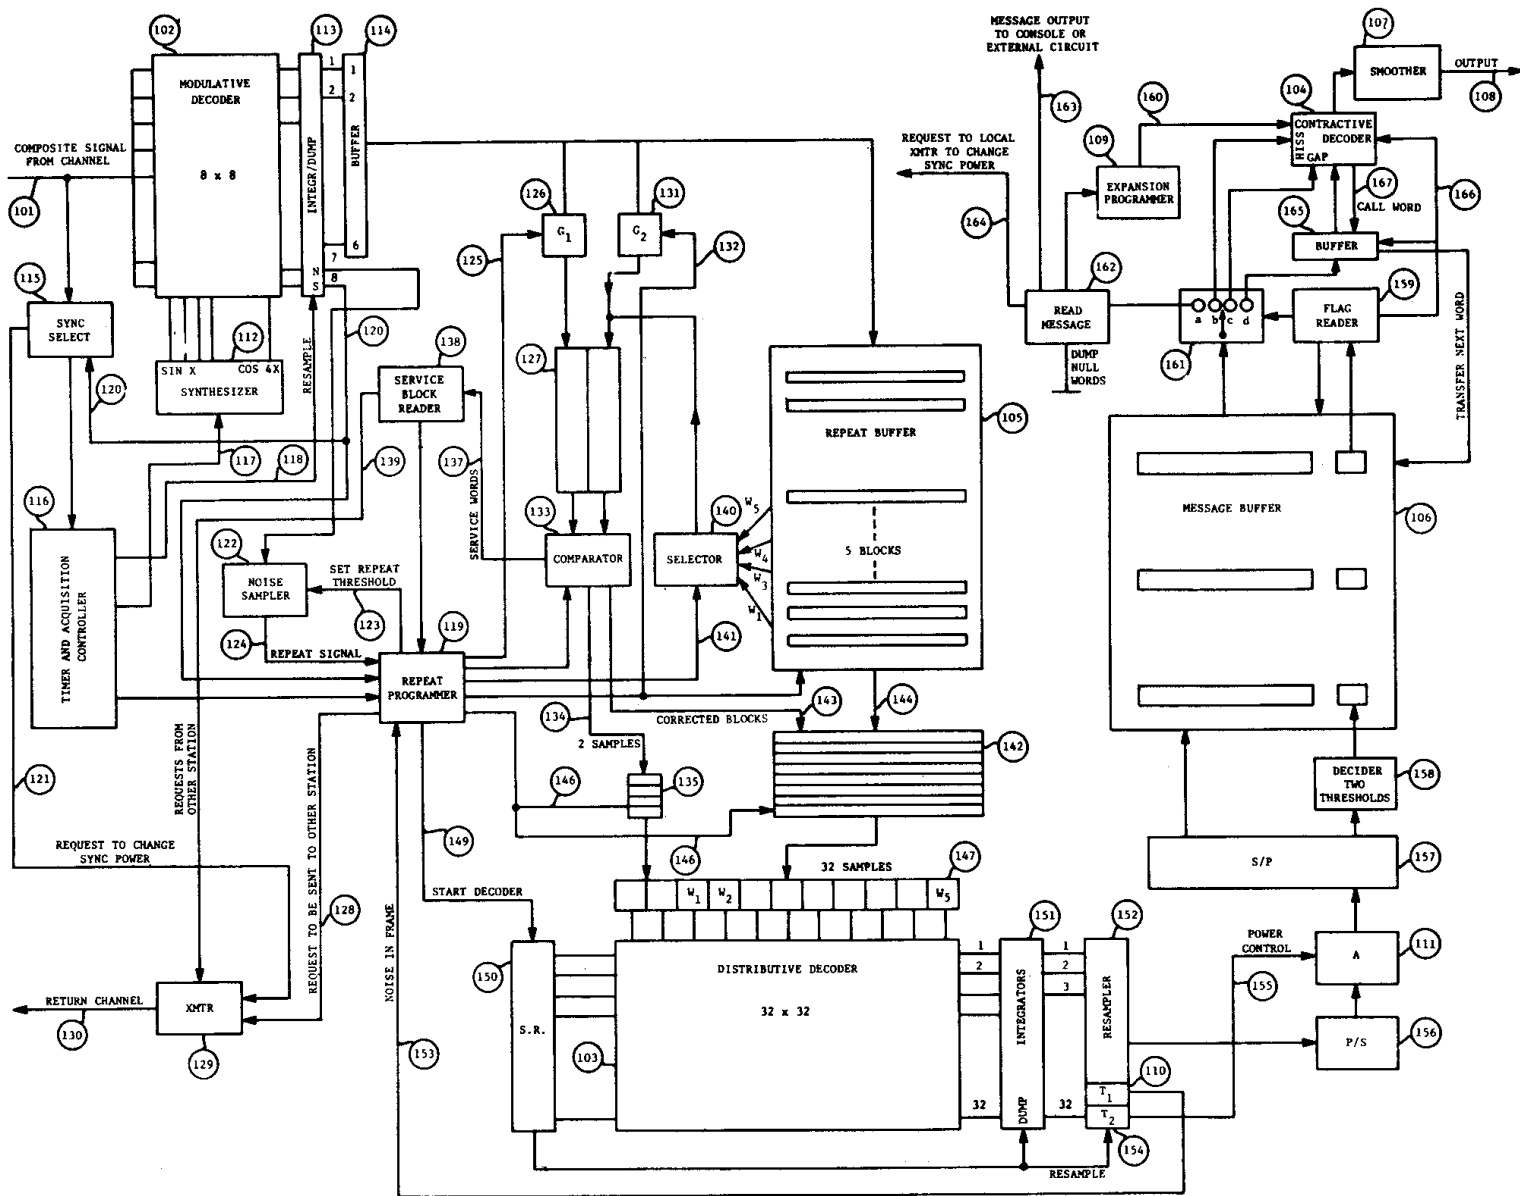 102
113
114
MODULATIVE
DECODER
8 x 8
INTEGR/DUMP
BUFFER
1
2
1
2
6
7
8
N
S
COMPOSITE SIGNAL
FROM CHANNEL
101
115
SYNC
SELECT
120
112
SIN X
COS 4X
SYNTHESIZER
RESAMPLE
120
117
118
116
TIMER AND ACQUISITION
CONTROLLER
121
REQUEST TO CHANGE
SYNC POWER
138
SERVICE
BLOCK
READER
139
137
SERVICE WORDS
122
NOISE
SAMPLER
SET REPEAT
THRESHOLD
123
124
REPEAT SIGNAL
119
REPEAT
PROGRAMMER
REQUESTS FROM
OTHER STATION
REQUEST TO BE SENT TO OTHER STATION
128
XMTR
129
RETURN CHANNEL
130
NOISE IN FRAME
153
149
START DECODER
125
126
G1
131
G2
132
127
133
COMPARATOR
140
SELECTOR
141
W5
W4
W3
W1
REPEAT BUFFER
105
5 BLOCKS
134
2 SAMPLES
CORRECTED BLOCKS
143
144
142
135
146
146
32 SAMPLES
147
W1
W2
W5
150
S.R.
DISTRIBUTIVE DECODER
32 x 32
103
1
2
32
151
INTEGRATORS
DUMP
1
2
3
32
152
RESAMPLER
110
T1
T2
154
RESAMPLE
POWER
CONTROL
155
111
A
156
P/S
157
S/P
158
DECIDER
TWO
THRESHOLDS
MESSAGE BUFFER
106
TRANSFER NEXT WORD
MESSAGE OUTPUT
TO CONSOLE OR
EXTERNAL CIRCUIT
163
REQUEST TO LOCAL
XMTR TO CHANGE
SYNC POWER
164
160
109
EXPANSION
PROGRAMMER
162
READ
MESSAGE
DUMP
NULL
WORDS
a
b
c
d
161
159
FLAG
READER
165
BUFFER
167
CALL WORD
166
104
CONTRACTIVE
DECODER
HISS
GAP
107
SMOOTHER
OUTPUT
108